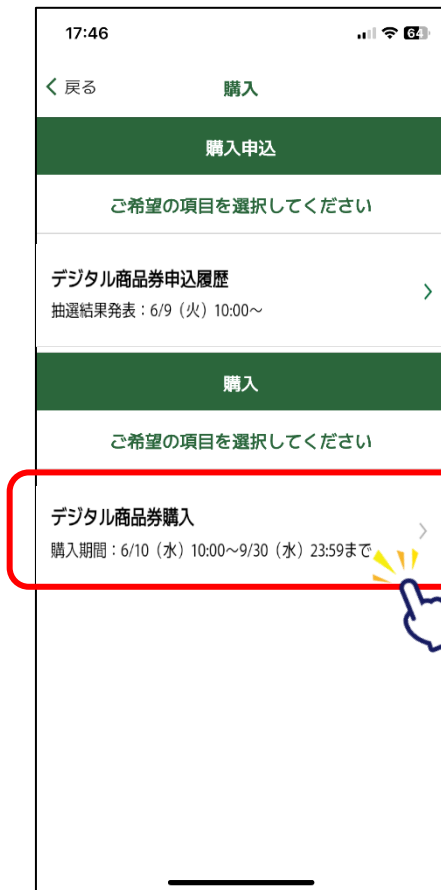 17:46
64
戻る
購入
購入申込
ご希望の項目を選択してください
デジタル商品券申込履歴
抽選結果発表：6/9（火）10:00～
購入
ご希望の項目を選択してください
デジタル商品券購入
購入期間：6/10（水）10:00～9/30（水）23:59まで